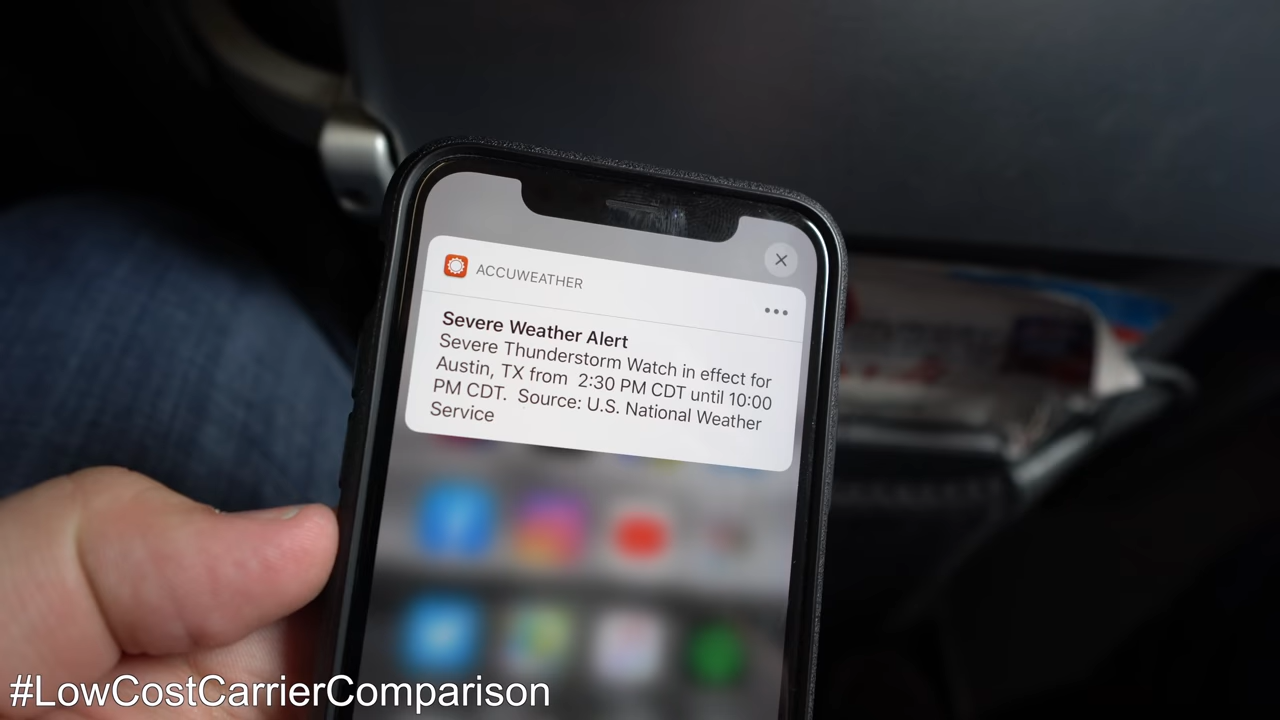 ACCUWEATHER
Severe Weather Alert
Severe Thunderstorm Watch in effect for
Austin, TX from 2:30 PM CDT until 10:00
PM CDT. Source: U.S. National Weather
Service
#LowCostCarrierComparison